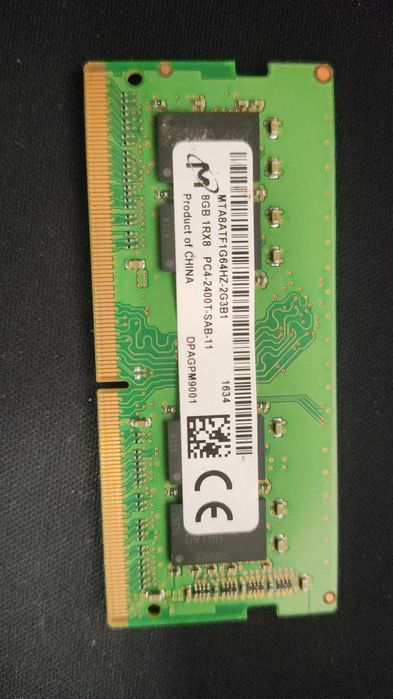 MTA8ATF1G64HZ-2G3B1
8GB 1RX8 PC4-2400T-SAB-11
Product of CHINA
DPAGPM9001
1634
CE